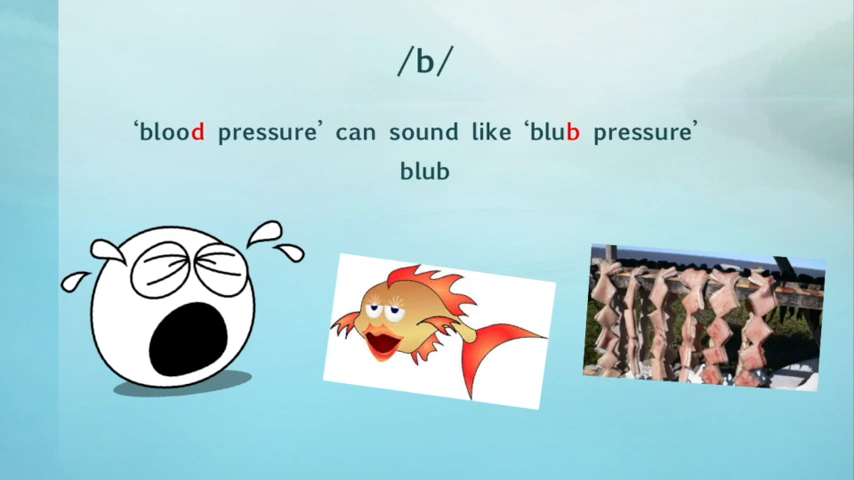 /b/
‘blood pressure’ can sound like ‘blub pressure’
blub